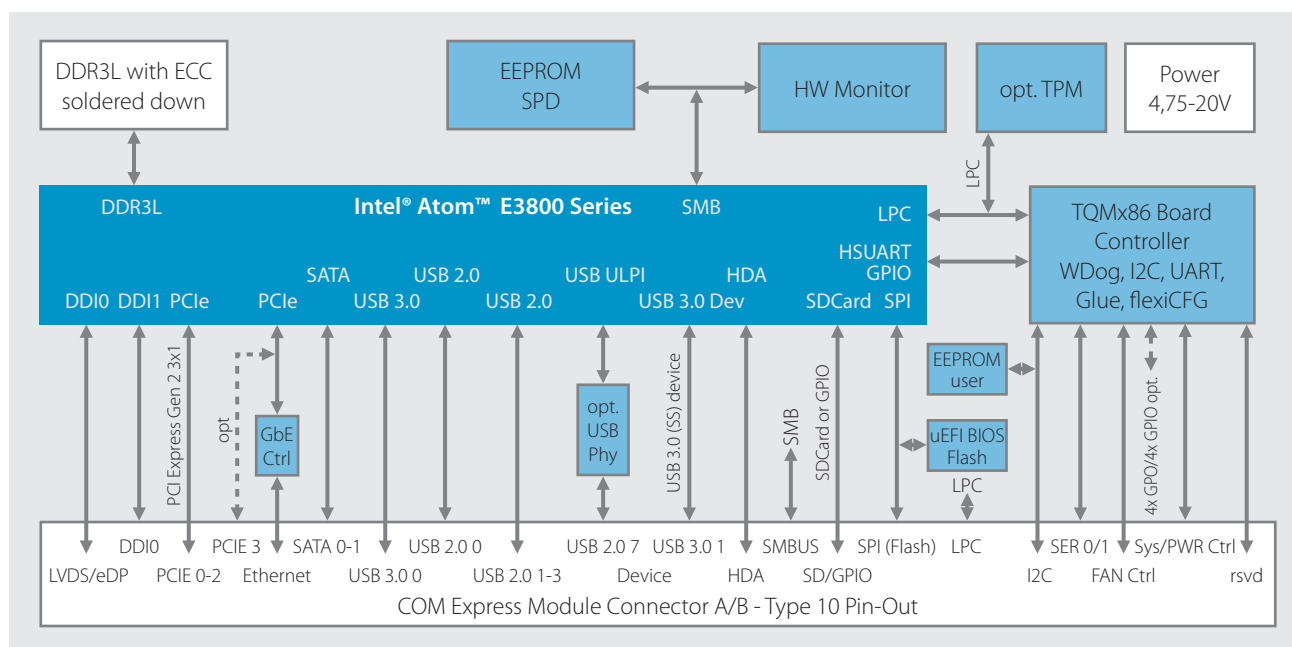 DDR3L with ECC
soldered down
EEPROM
SPD
HW Monitor
opt. TPM
Power
4,75-20V
LPC
DDR3L
Intel® Atom™ E3800 Series
SMB
LPC
HSUART
GPIO
SATA
USB 2.0
USB ULPI
HDA
DDI0
DDI1
PCIe
PCIe
USB 3.0
USB 2.0
USB 3.0 Dev
SDCard
SPI
TQMx86 Board
Controller
WDog, I2C, UART,
Glue, flexiCFG
PCI Express Gen 2 3x1
opt
GbE
Ctrl
opt.
USB
Phy
USB 3.0 (SS) device
SMB
SDCard or GPIO
EEPROM
user
uEFI BIOS
Flash
LPC
4x GPO/4x GPIO opt.
DDI0
PCIE 3
SATA 0-1
USB 2.0 0
USB 2.0 7
USB 3.0 1
SMBUS
SPI (Flash)
LPC
SER 0/1
Sys/PWR Ctrl
LVDS/eDP
PCIE 0-2
Ethernet
USB 3.0 0
USB 2.0 1-3
Device
HDA
SD/GPIO
I2C
FAN Ctrl
rsvd
COM Express Module Connector A/B - Type 10 Pin-Out